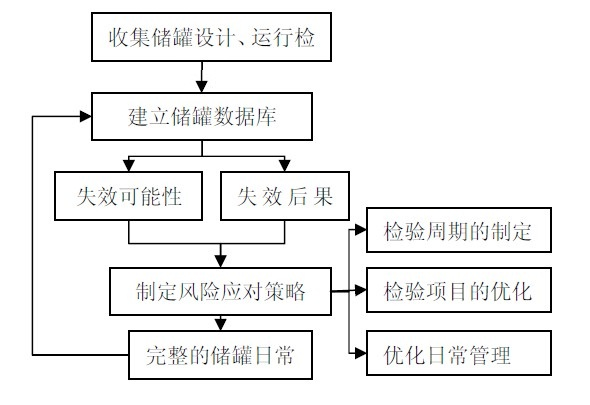 收集储罐设计、运行检
建立储罐数据库
失效可能性
失效后果
检验周期的制定
制定风险应对策略
检验项目的优化
完整的储罐日常
优化日常管理